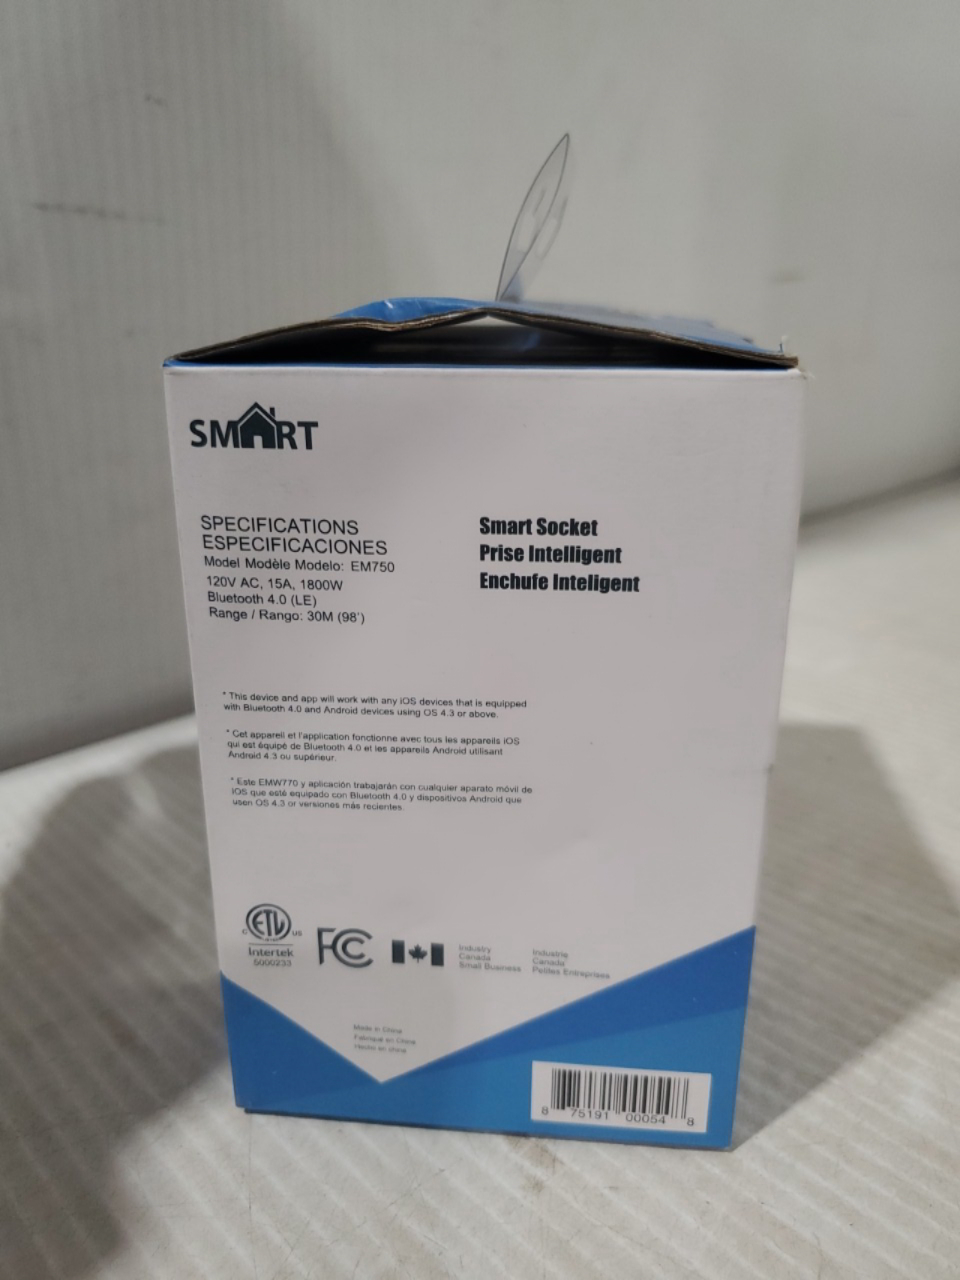 SMART
SPECIFICATIONS
ESPECIFICACIONES
Model Modèle Modelo: EM750
120V AC, 15A, 1800W
Bluetooth 4.0 (LE)
Range / Rango: 30M (98')
Smart Socket
Prise Intelligent
Enchufe Inteligent
* This device and app will work with any iOS devices that is equipped
with Bluetooth 4.0 and Android devices using OS 4.3 or above.
* Cet appareil et l'application fonctionne avec tous les appareils iOS
qui est équipé de Bluetooth 4.0 et les appareils Android utilisant
Android 4.3 ou supérieur.
* Este EMW770 y aplicación trabajarán con cualquier aparato móvil de
iOS que esté equipado con Bluetooth 4.0 y dispositivos Android que
usen OS 4.3 or versiones más recientes.
C ETL US
Intertek
5000233
FC
Industry
Canada
Small Business
Industrie
Canada
Petites Entreprises
Made in China
Fabriqué en China
Hecho en china
8 75191 00054 8